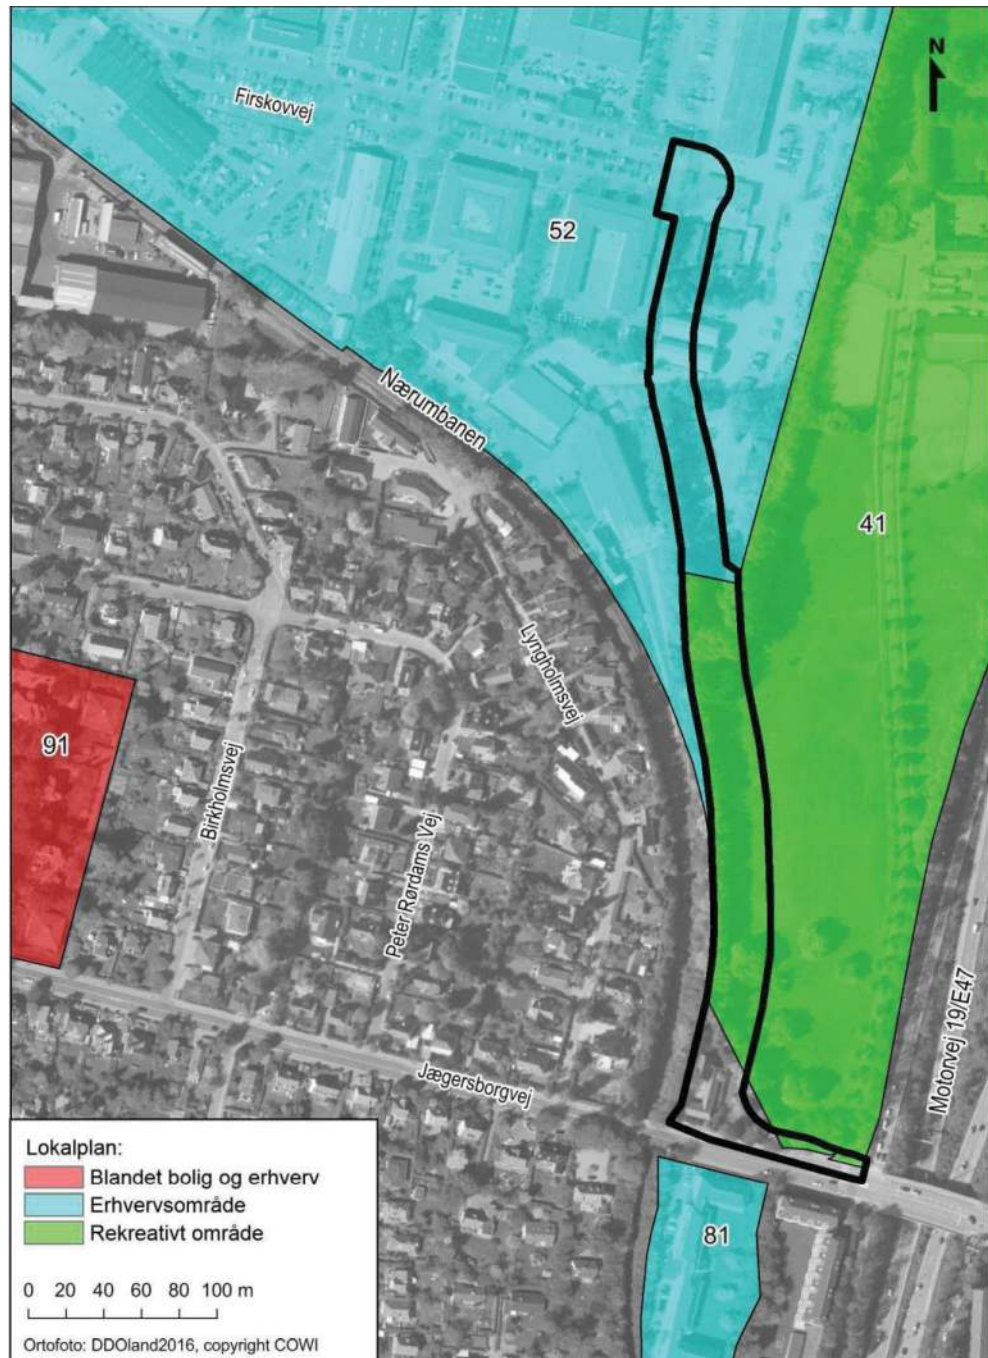 N
Firskovvej
52
Nærumbanen
41
Lyngholmsvej
91
Birkholmsvej
Peter Rørdams Vej
Motorvej 19/E47
Jægersborgvej
81
Lokalplan:
Blandet bolig og erhverv
Erhvervsområde
Rekreativt område
0 20 40 60 80 100 m
Ortofoto: DDOland2016, copyright COWI